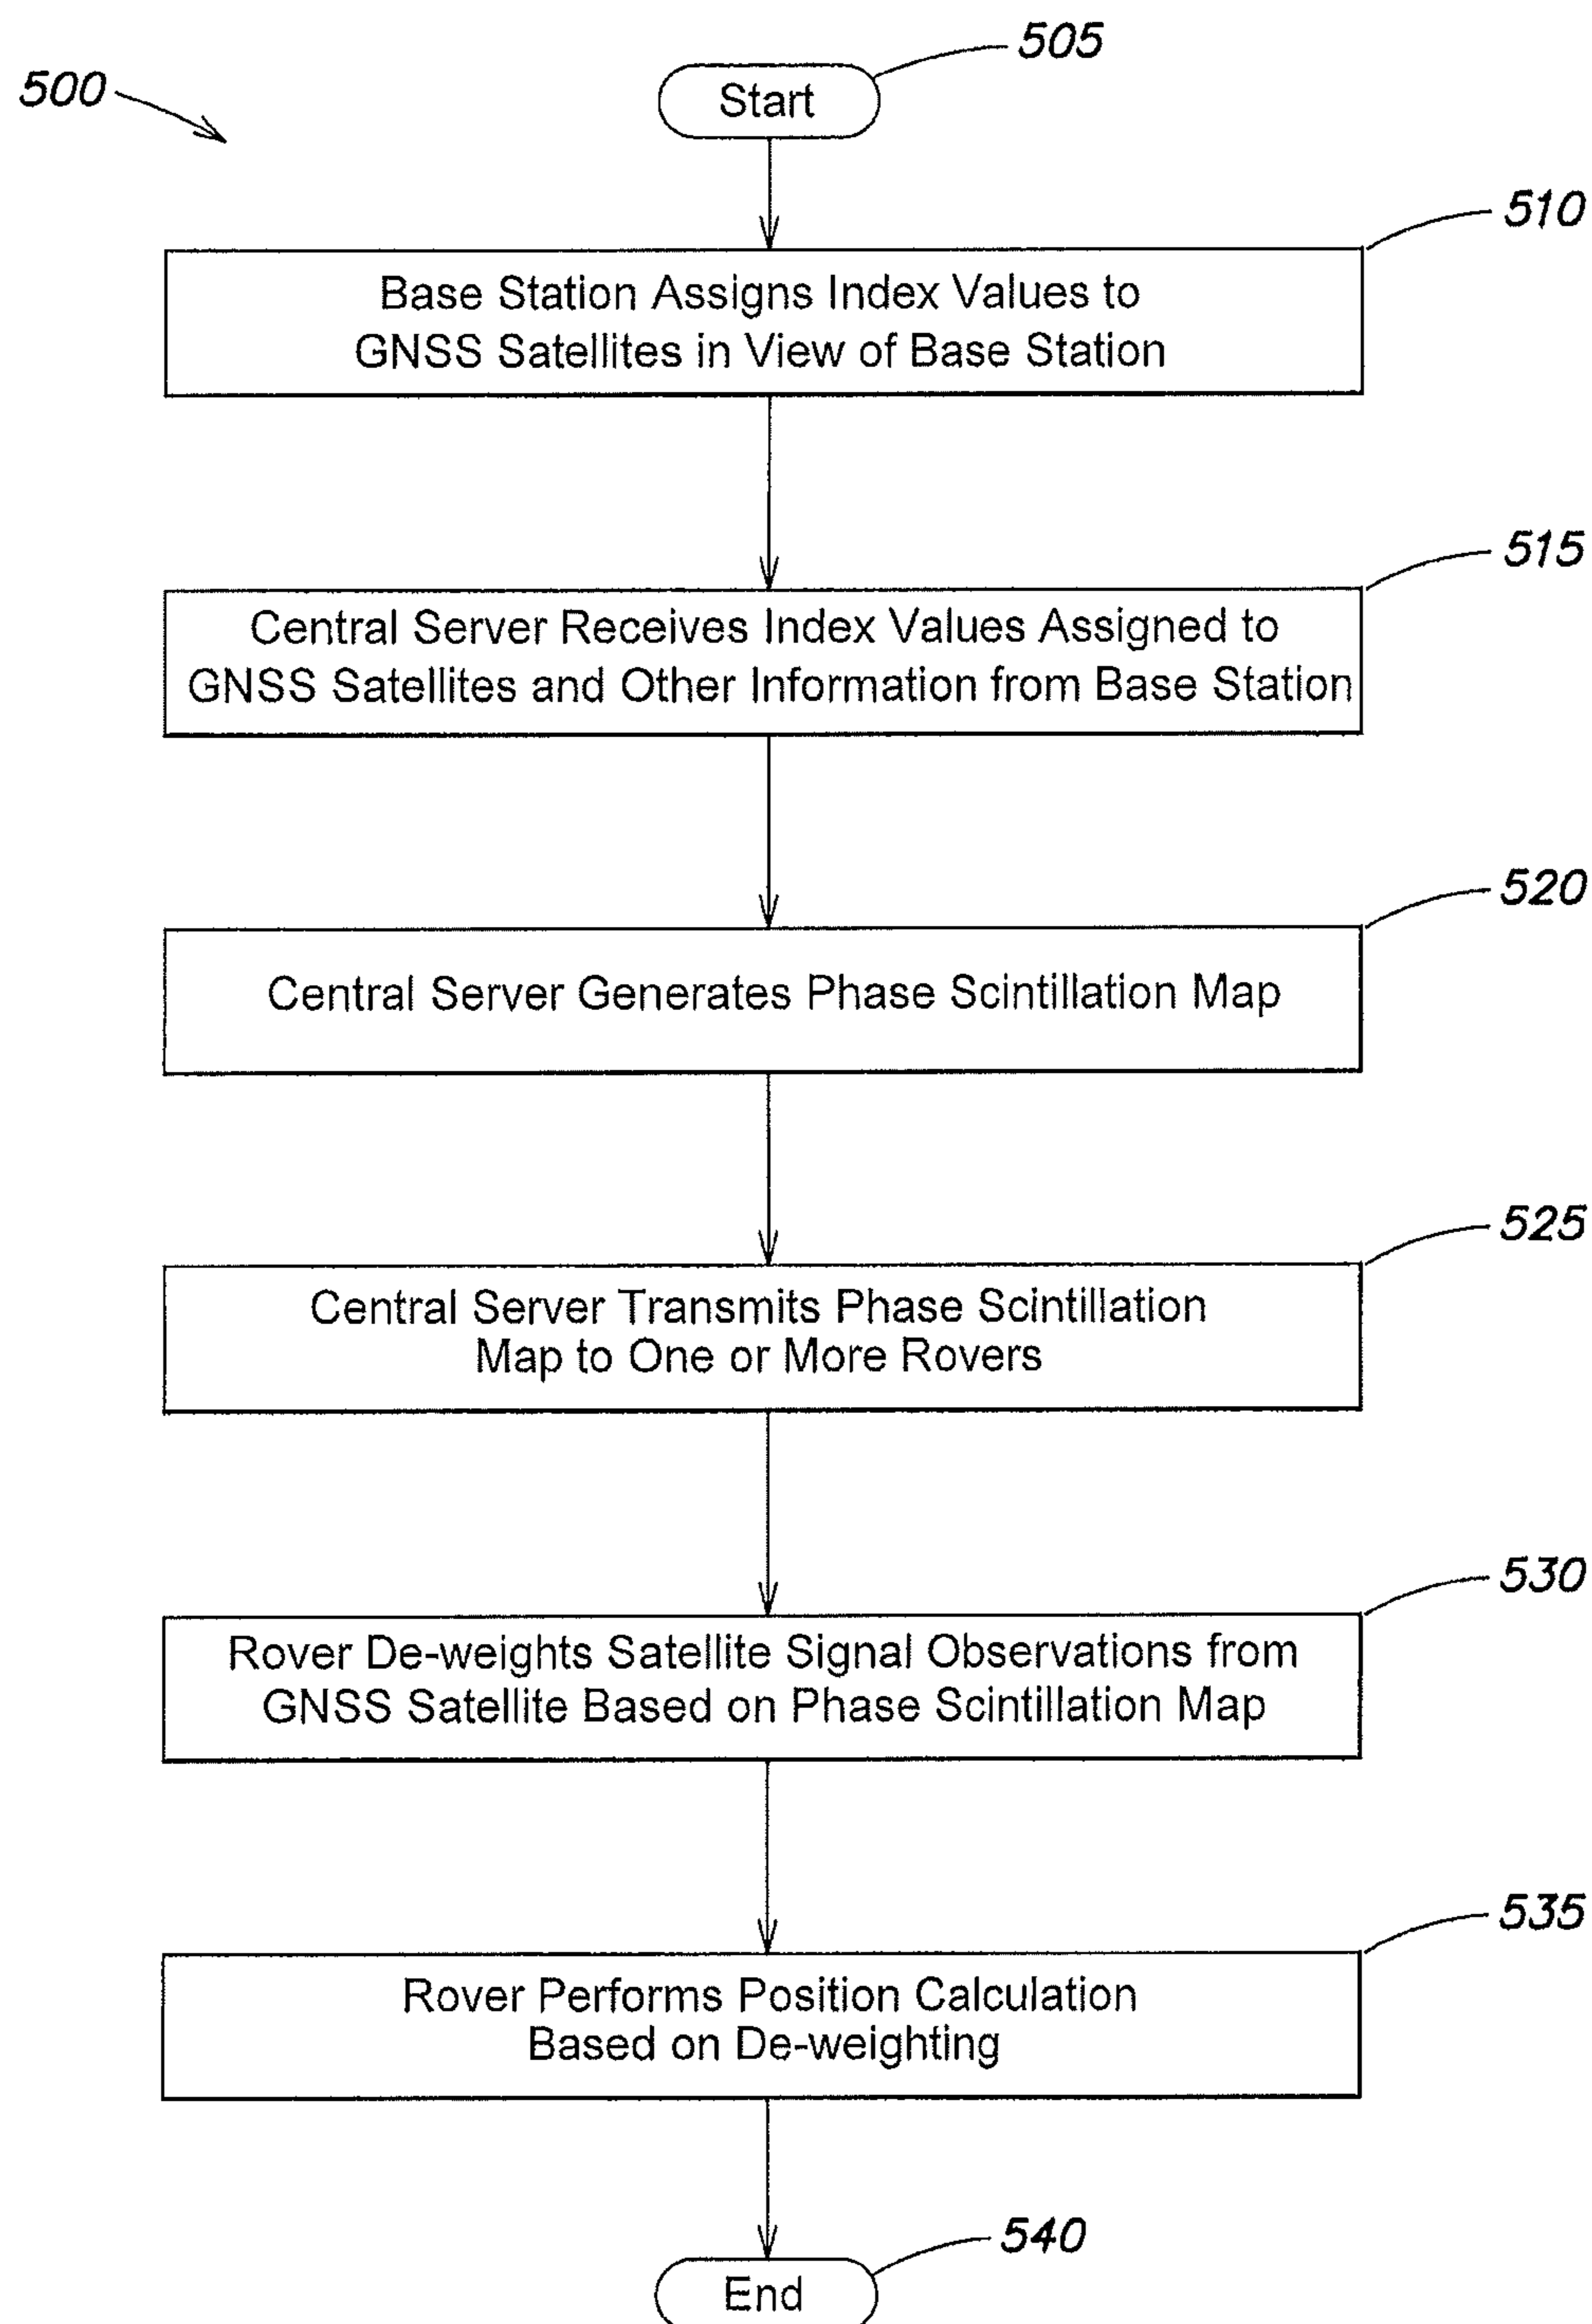 505
500
Start
510
Base Station Assigns Index Values to
GNSS Satellites in View of Base Station
515
Central Server Receives Index Values Assigned to
GNSS Satellites and Other Information from Base Station
520
Central Server Generates Phase Scintillation Map
525
Central Server Transmits Phase Scintillation
Map to One or More Rovers
530
Rover De-weights Satellite Signal Observations from
GNSS Satellite Based on Phase Scintillation Map
535
Rover Performs Position Calculation
Based on De-weighting
540
End